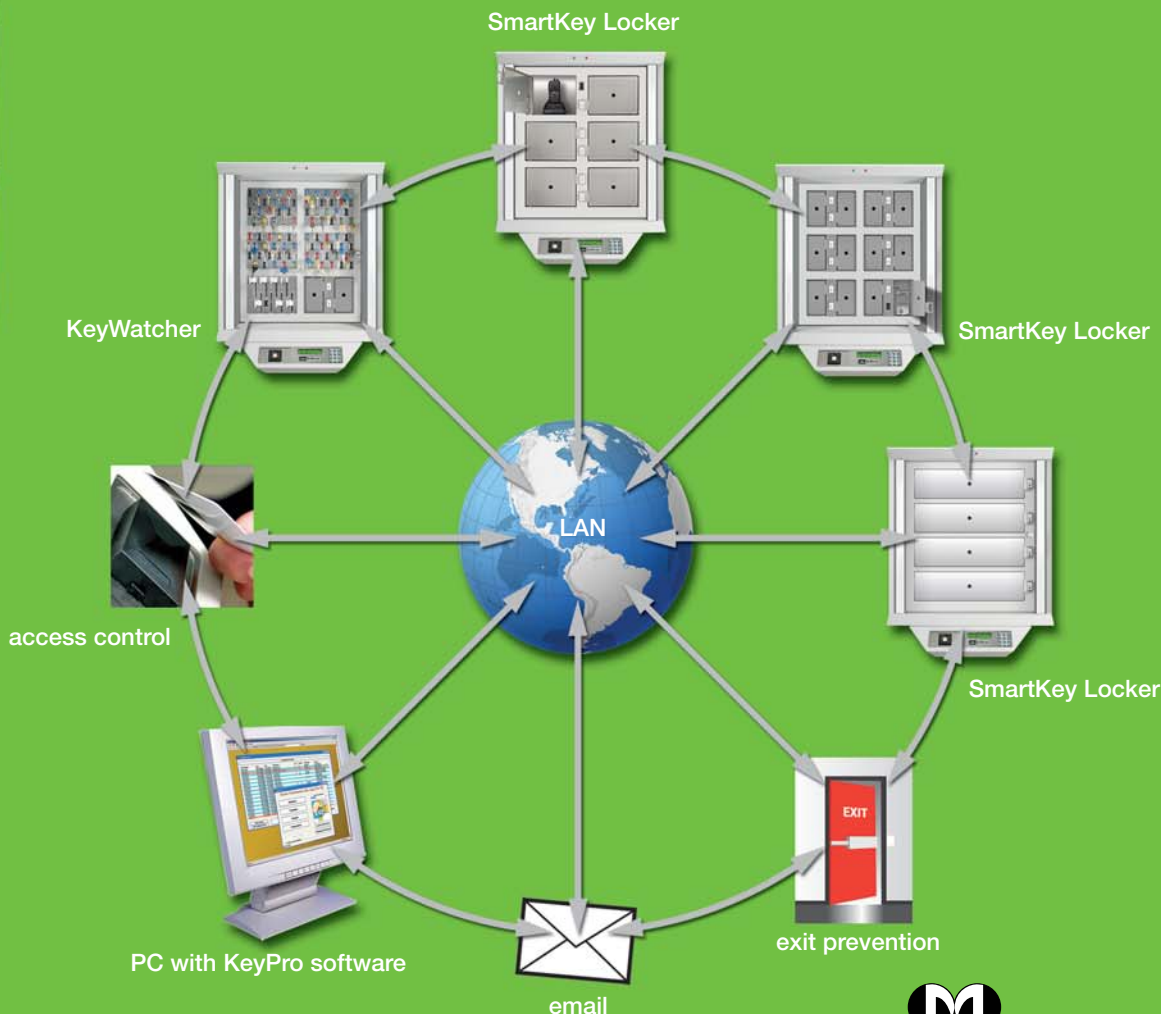 SmartKey Locker
KeyWatcher
SmartKey Locker
LAN
access control
SmartKey Locker
EXIT
exit prevention
PC with KeyPro software
email